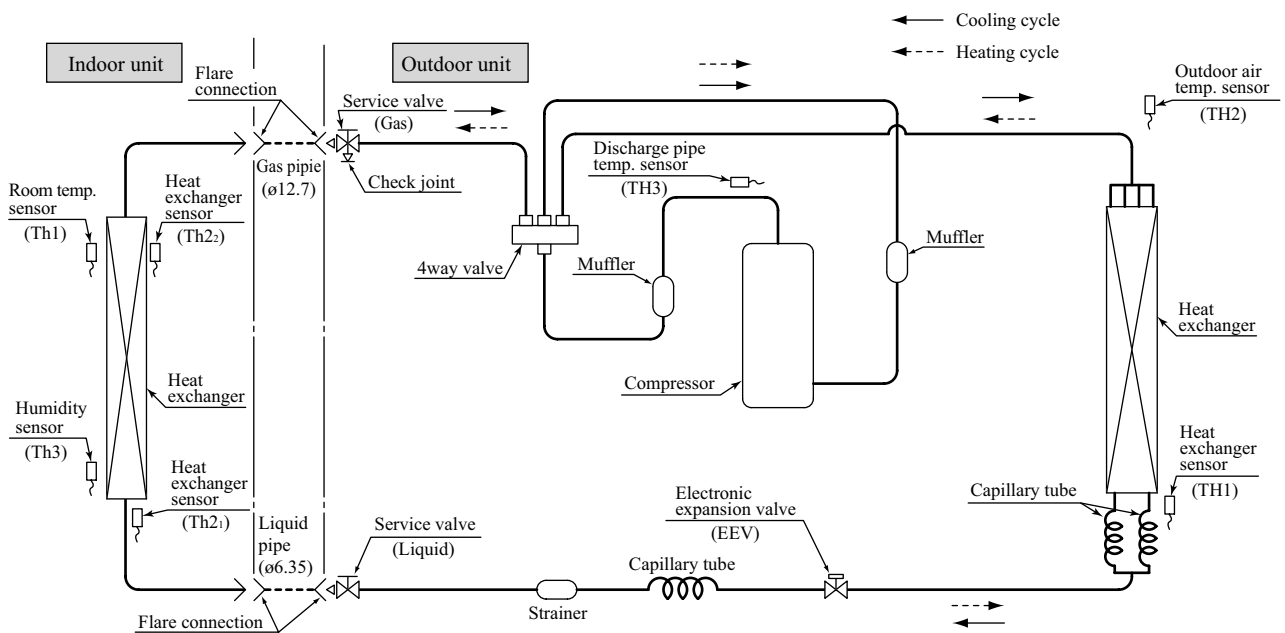 Cooling cycle
Heating cycle
Indoor unit
Outdoor unit
Flare
connection
Service valve
(Gas)
Outdoor air
temp. sensor
(TH2)
Gas pipie
(ø12.7)
Check joint
Discharge pipe
temp. sensor
(TH3)
Room temp.
sensor
(Th1)
Heat
exchanger
sensor
(Th2₂)
4way valve
Muffler
Muffler
Heat
exchanger
Compressor
Heat
exchanger
Humidity
sensor
(Th3)
Heat
exchanger
sensor
(Th2₁)
Liquid
pipe
(ø6.35)
Service valve
(Liquid)
Electronic
expansion valve
(EEV)
Capillary tube
Heat
exchanger
sensor
(TH1)
Capillary tube
Strainer
Flare connection